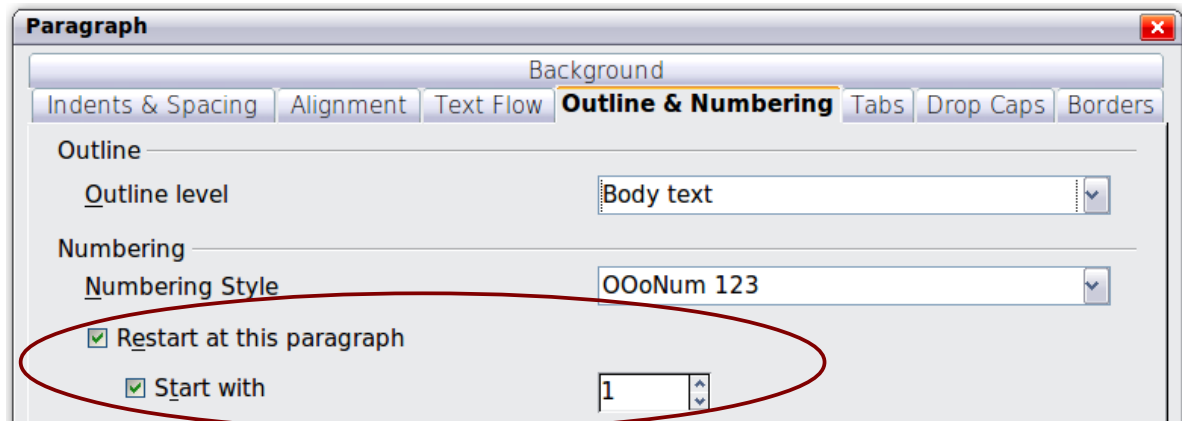 Paragraph
Background
Indents & Spacing Alignment Text Flow Outline & Numbering Tabs Drop Caps Borders
Outline
Outline level Body text
Numbering
Numbering Style OOoNum 123
Restart at this paragraph
Start with 1